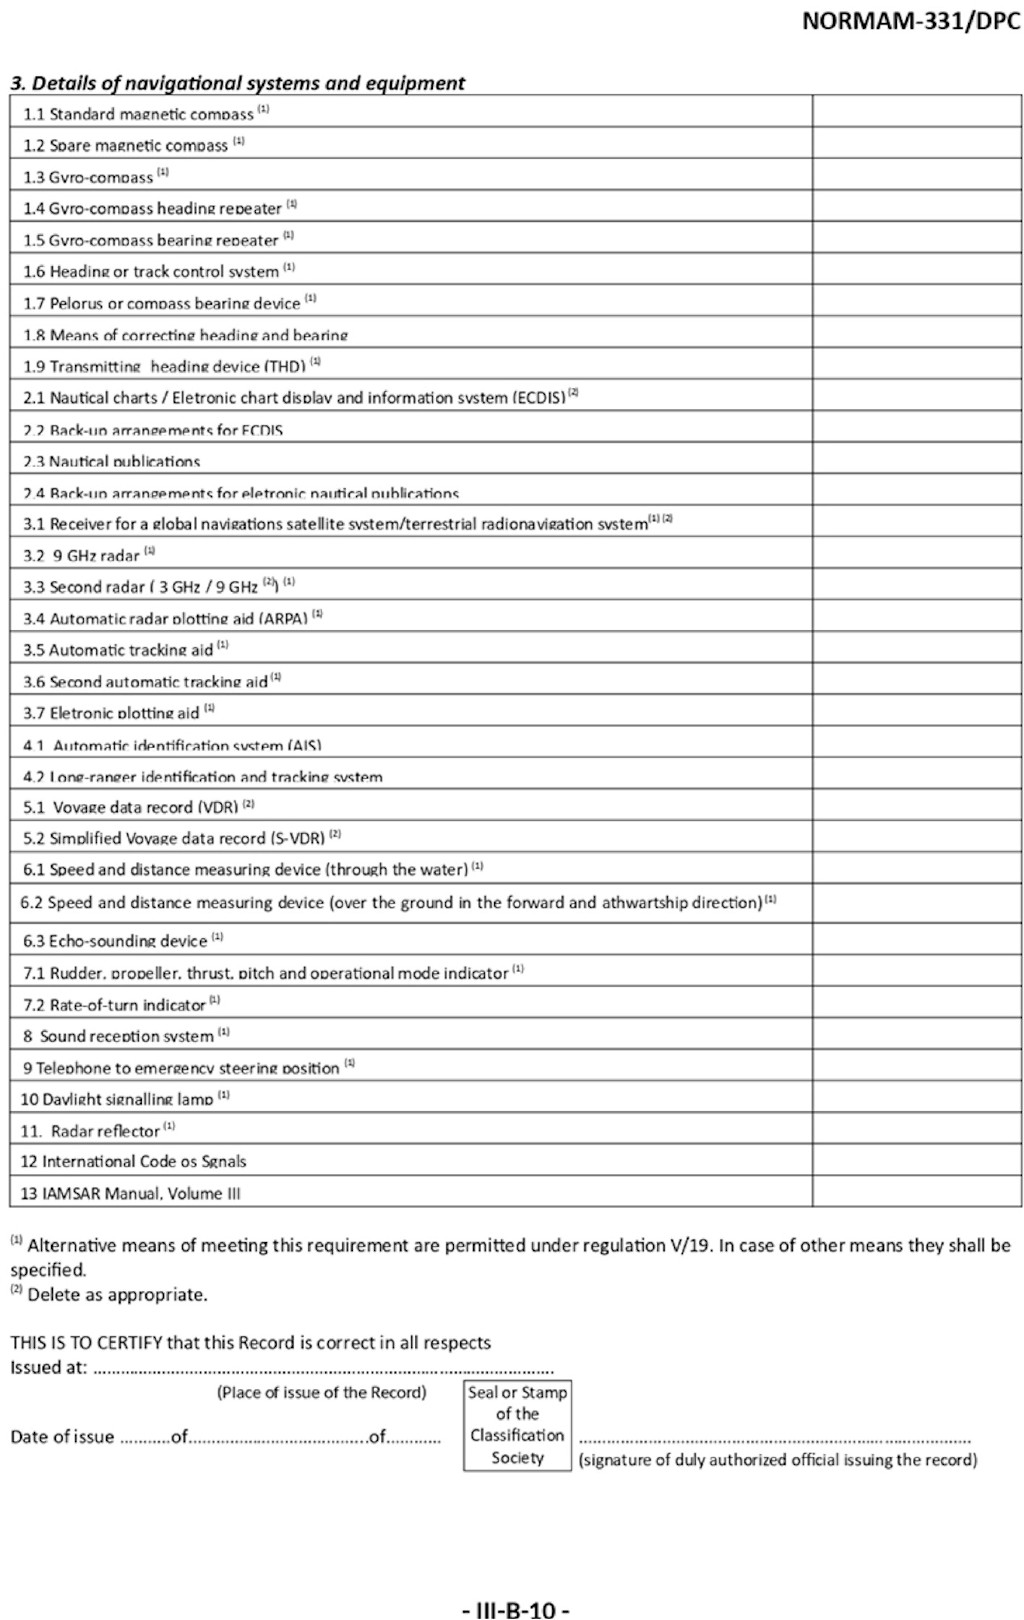 NORMAM-331/DPC
3. Details of navigational systems and equipment
1.1 Standard magnetic compass (1)
1.2 Spare magnetic compass (1)
1.3 Gyro-compass (1)
1.4 Gyro-compass heading repeater (1)
1.5 Gyro-compass bearing repeater (1)
1.6 Heading or track control system (1)
1.7 Pelorus or compass bearing device (1)
1.8 Means of correcting heading and bearing
1.9 Transmitting heading device (THD) (1)
2.1 Nautical charts / Eletronic chart display and information system (ECDIS) (2)
2.2 Back-up arrangements for ECDIS
2.3 Nautical publications
2.4 Back-up arrangements for eletronic nautical publications
3.1 Receiver for a global navigations satellite system/terrestrial radionavigation system(1) (2)
3.2 9 GHz radar (1)
3.3 Second radar ( 3 GHz / 9 GHz (2)) (1)
3.4 Automatic radar plotting aid (ARPA) (1)
3.5 Automatic tracking aid (1)
3.6 Second automatic tracking aid (1)
3.7 Eletronic plotting aid (1)
4.1 Automatic identification system (AIS)
4.2 Long-ranger identification and tracking system
5.1 Voyage data record (VDR) (2)
5.2 Simplified Voyage data record (S-VDR) (2)
6.1 Speed and distance measuring device (through the water) (1)
6.2 Speed and distance measuring device (over the ground in the forward and athwartship direction) (1)
6.3 Echo-sounding device (1)
7.1 Rudder, propeller, thrust, pitch and operational mode indicator (1)
7.2 Rate-of-turn indicator (1)
8 Sound reception system (1)
9 Telephone to emergency steering position (1)
10 Daylight signalling lamp (1)
11. Radar reflector (1)
12 International Code os Sgnals
13 IAMSAR Manual, Volume III
(1) Alternative means of meeting this requirement are permitted under regulation V/19. In case of other means they shall be
specified.
(2) Delete as appropriate.
THIS IS TO CERTIFY that this Record is correct in all respects
Issued at: ..........................................................................................
(Place of issue of the Record)
Seal or Stamp
of the
Classification
Society
Date of issue ..........of.....................................of...........
................................................................................
(signature of duly authorized official issuing the record)
- III-B-10 -